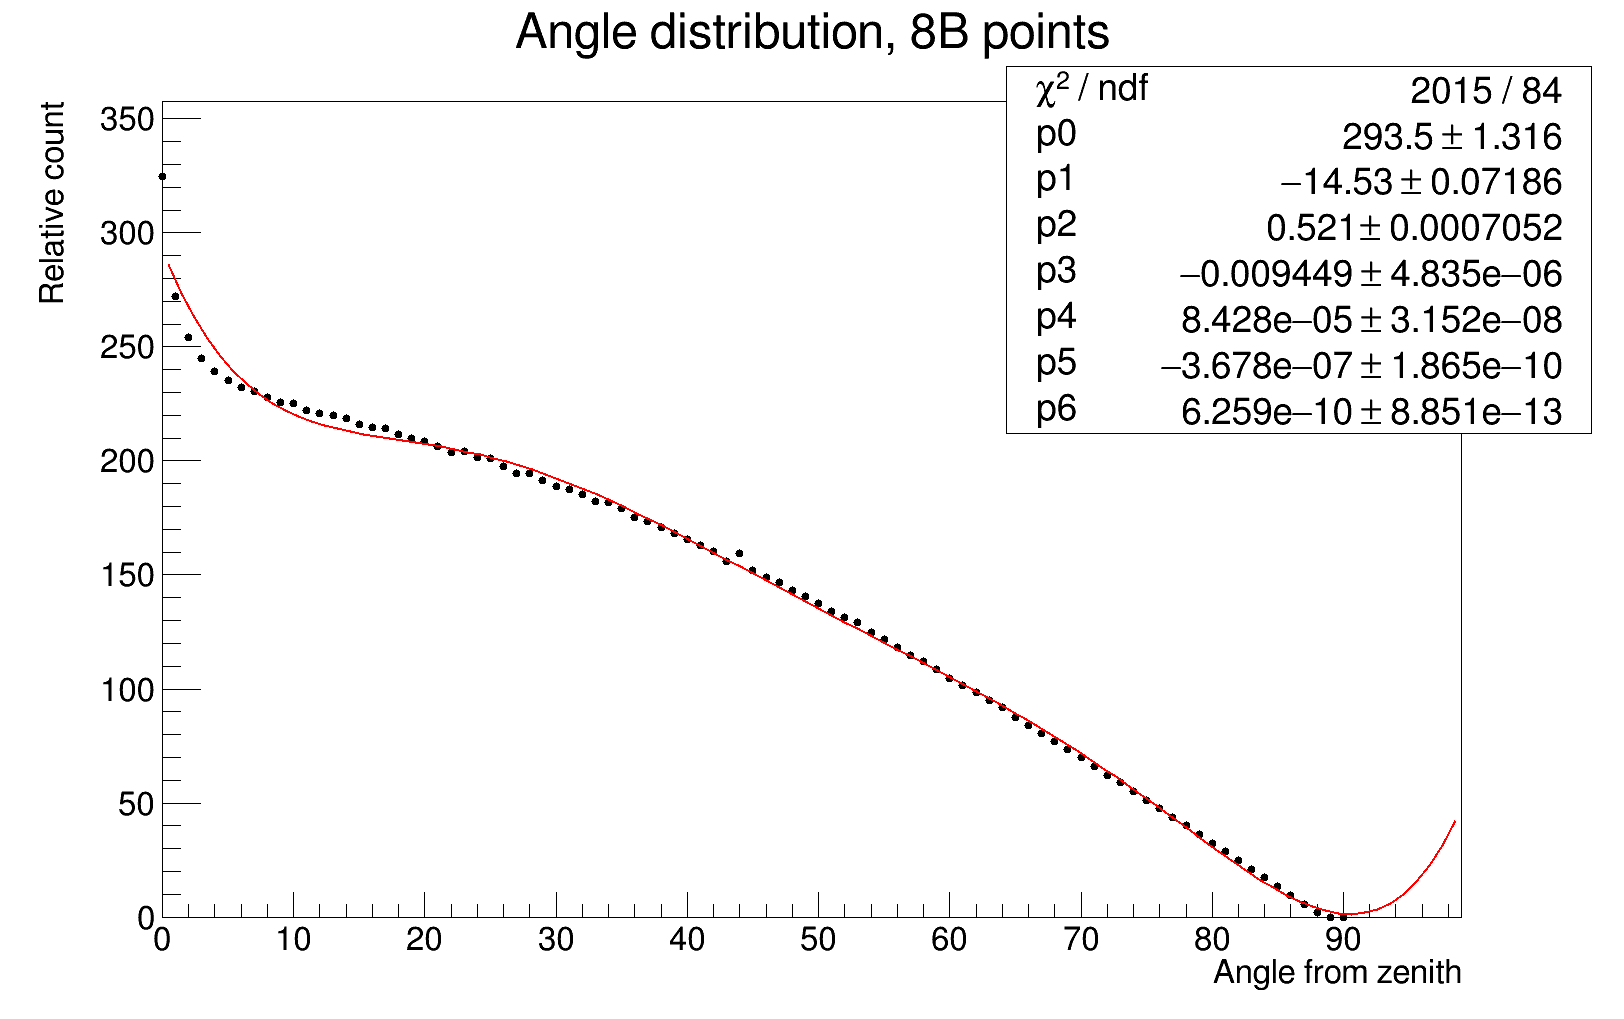 Angle distribution, 8B points
χ² / ndf 2015 / 84
p0 293.5 ± 1.316
p1 −14.53 ± 0.07186
p2 0.521 ± 0.0007052
p3 −0.009449 ± 4.835e−06
p4 8.428e−05 ± 3.152e−08
p5 −3.678e−07 ± 1.865e−10
p6 6.259e−10 ± 8.851e−13
Relative count
350
300
250
200
150
100
50
0
0 10 20 30 40 50 60 70 80 90
Angle from zenith